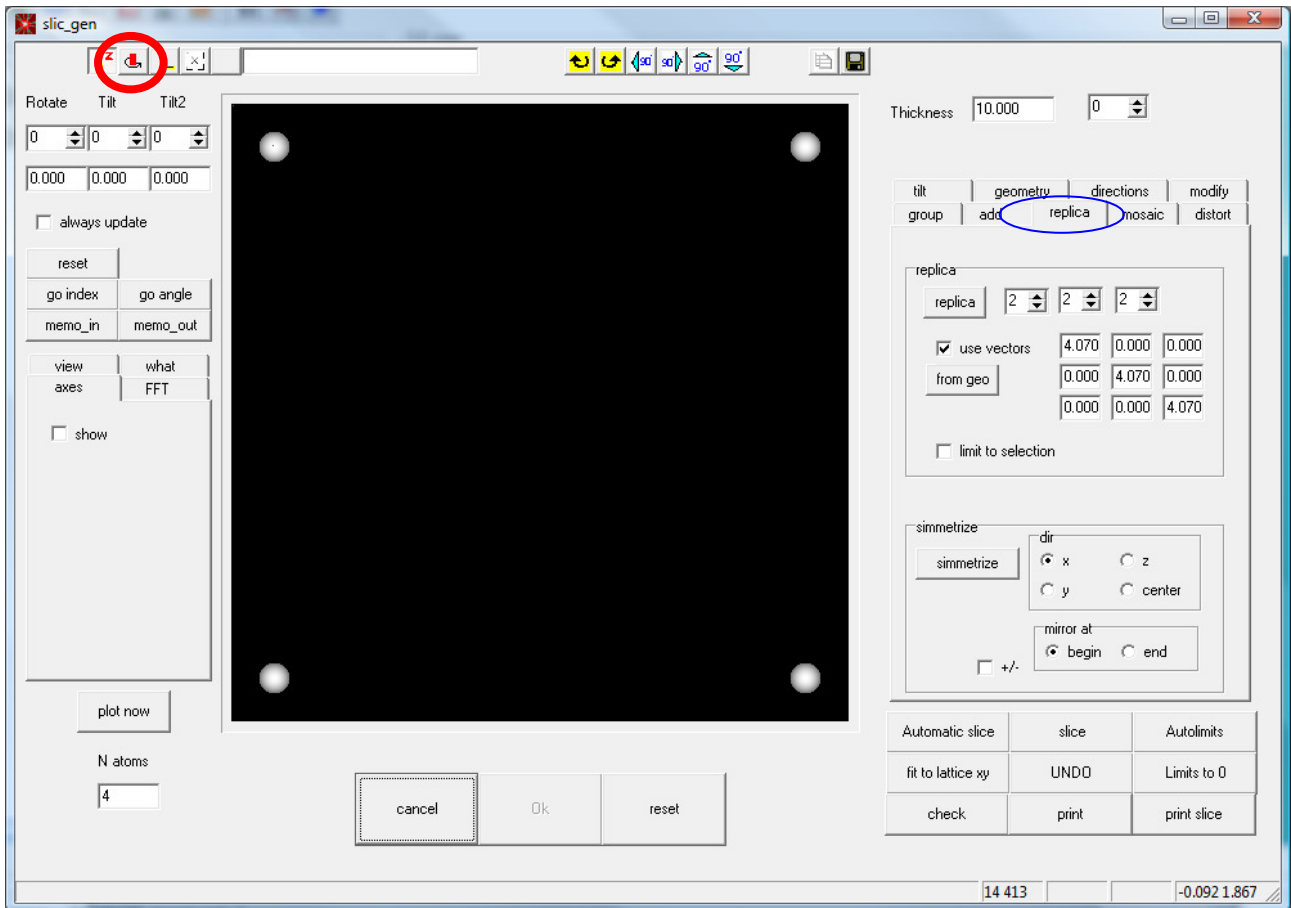 slic_gen
z
90 90 90° 90°
Rotate Tilt Tilt2
0 0 0
0.000 0.000 0.000
always update
reset
go index go angle
memo_in memo_out
view what
axes FFT
show
plot now
N atoms
4
cancel Ok reset
Thickness 10.000 0
tilt geometry directions modify
group add replica mosaic distort
replica
replica 2 2 2
use vectors 4.070 0.000 0.000
from geo 0.000 4.070 0.000
0.000 0.000 4.070
limit to selection
simmetrize
dir
simmetrize x z
y center
mirror at
begin end
+/-
Automatic slice slice Autolimits
fit to lattice xy UNDO Limits to 0
check print print slice
14 413 -0.092 1.867